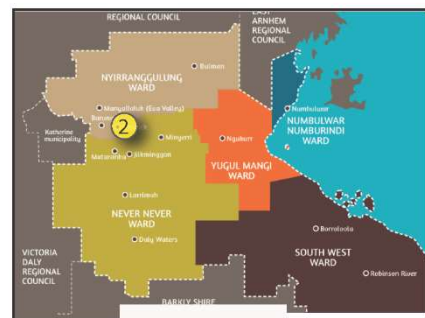 REGIONAL COUNCIL
EAST
ARNHEM
REGIONAL
COUNCIL
NYIRRANGGULUNG
WARD
Bulman
Manyallaluk (Eva Valley)
Katherine
municipality
2
Minyerri
Ngukurr
Numbulwar
NUMBULWAR
NUMBURINDI
WARD
Mataranka
Jilkminggan
YUGUL MANGI
WARD
Larrimah
NEVER NEVER
WARD
Daly Waters
Borroloola
SOUTH WEST
WARD
Robinson River
VICTORIA
DALY
REGIONAL
COUNCIL
BARKLY SHIRE